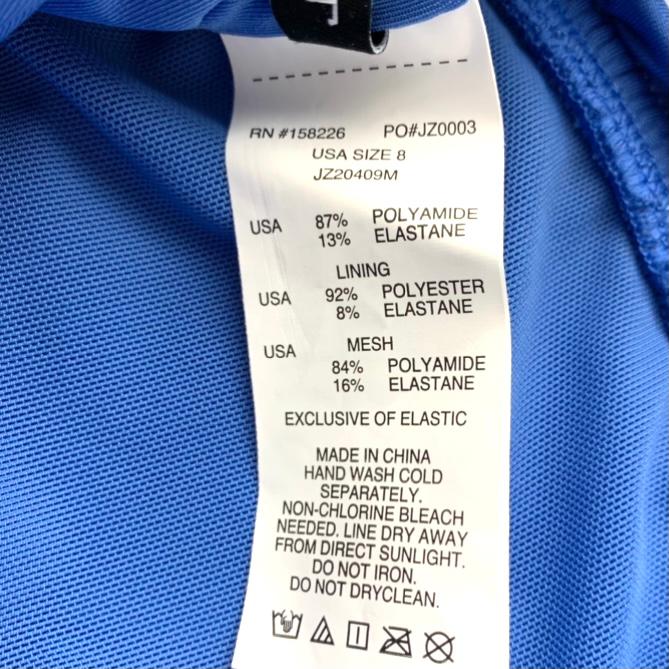 RN #158226 PO#JZ0003
USA SIZE 8
JZ20409M
USA 87% POLYAMIDE
13% ELASTANE
LINING
USA 92% POLYESTER
8% ELASTANE
USA MESH
84% POLYAMIDE
16% ELASTANE
EXCLUSIVE OF ELASTIC
MADE IN CHINA
HAND WASH COLD
SEPARATELY.
NON-CHLORINE BLEACH
NEEDED. LINE DRY AWAY
FROM DIRECT SUNLIGHT.
DO NOT IRON.
DO NOT DRYCLEAN.